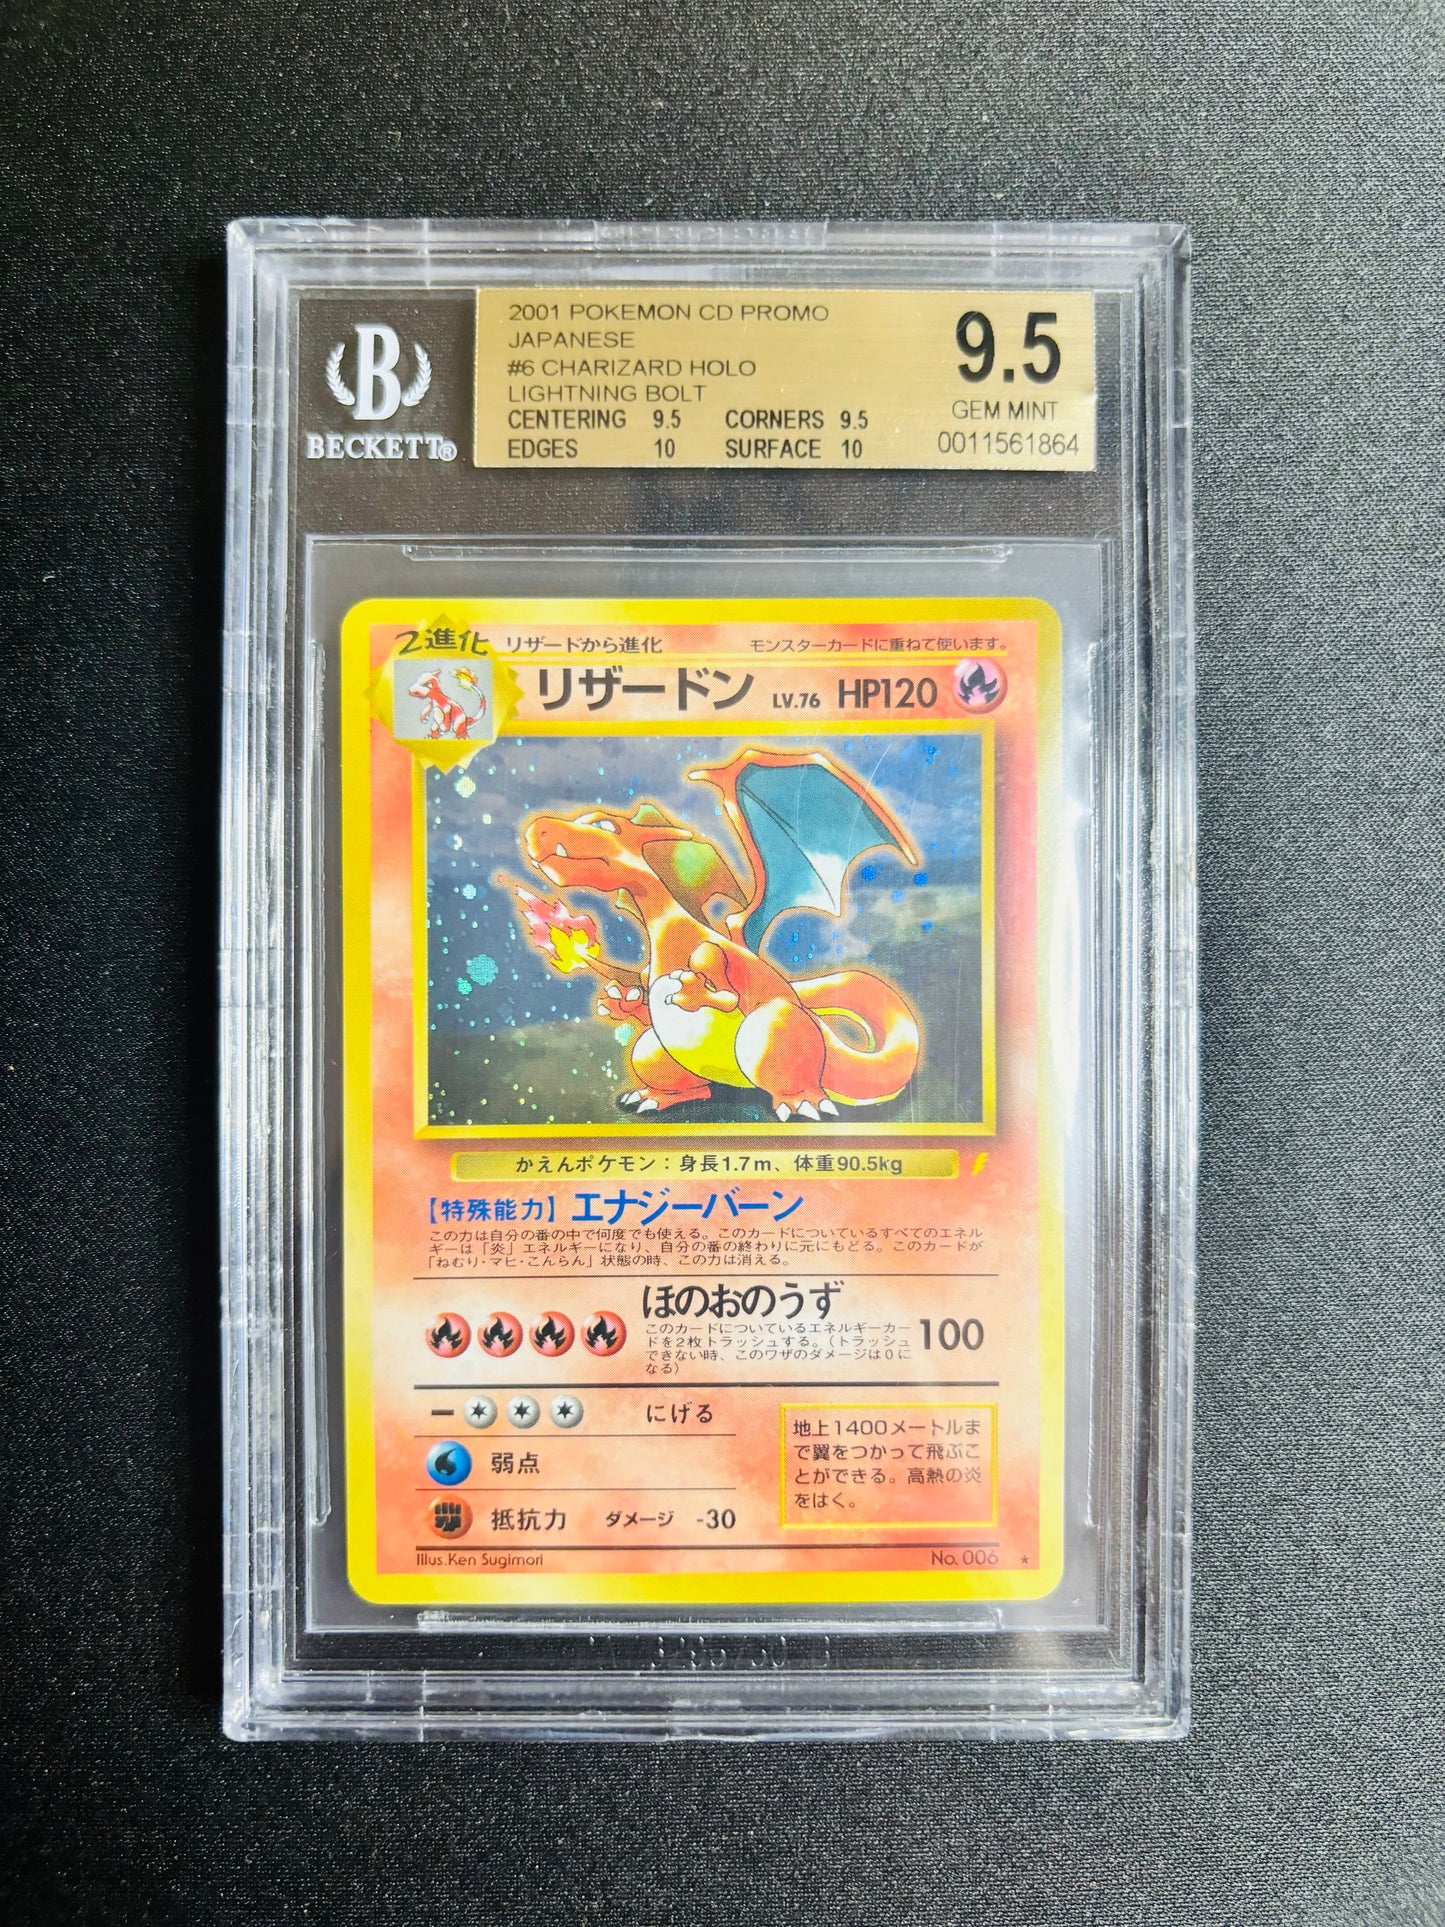 2001 POKEMON CD PROMO
JAPANESE
#6 CHARIZARD HOLO
LIGHTNING BOLT
CENTERING 9.5 CORNERS 9.5
EDGES 10 SURFACE 10
9.5
GEM MINT
0011561864
B
BECKETT®
2進化 リザードから進化 モンスターカードに重ねて使います。
リザードン LV.76 HP120
かえんポケモン：身長1.7m、体重90.5kg
【特殊能力】エナジーバーン
この力は自分の番の中で何度でも使える。このカードについているすべてのエネル
ギーは「炎」エネルギーになり、自分の番の終わりに元にもどる。このカードが
「ねむり・マヒ・こんらん」状態の時、この力は消える。
ほのおのうず
このカードについているエネルギーカー
ドを2枚トラッシュする。（トラッシュ
できない時、このワザのダメージは0に
なる）
100
にげる
弱点
抵抗力 ダメージ -30
地上1400メートルま
で翼をつかって飛ぶこ
とができる。高熱の炎
をはく。
Illus.Ken Sugimori No. 006 ★